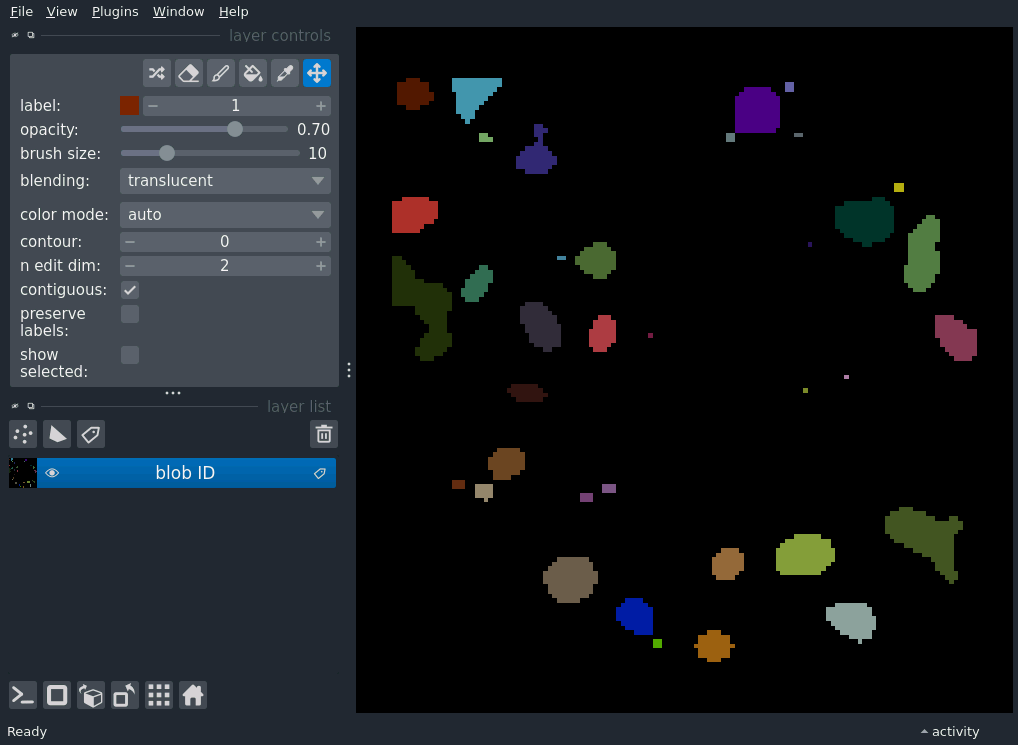 File View Plugins Window Help
layer controls
label: 1
opacity: 0.70
brush size: 10
blending: translucent
color mode: auto
contour: 0
n edit dim: 2
contiguous:
preserve
labels:
show
selected:
layer list
blob ID
Ready
activity